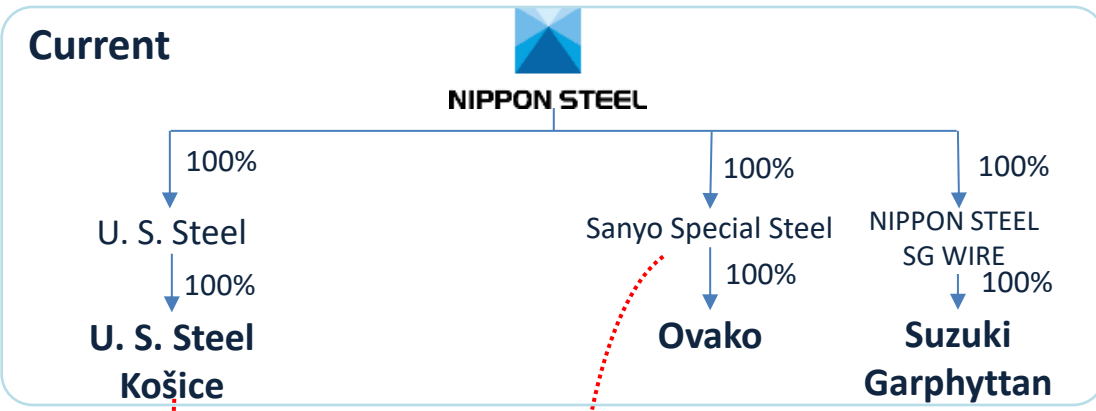 Current
NIPPON STEEL
100%
100%
100%
U. S. Steel
Sanyo Special Steel
NIPPON STEEL
SG WIRE
100%
100%
100%
U. S. Steel
Košice
Ovako
Suzuki
Garphyttan